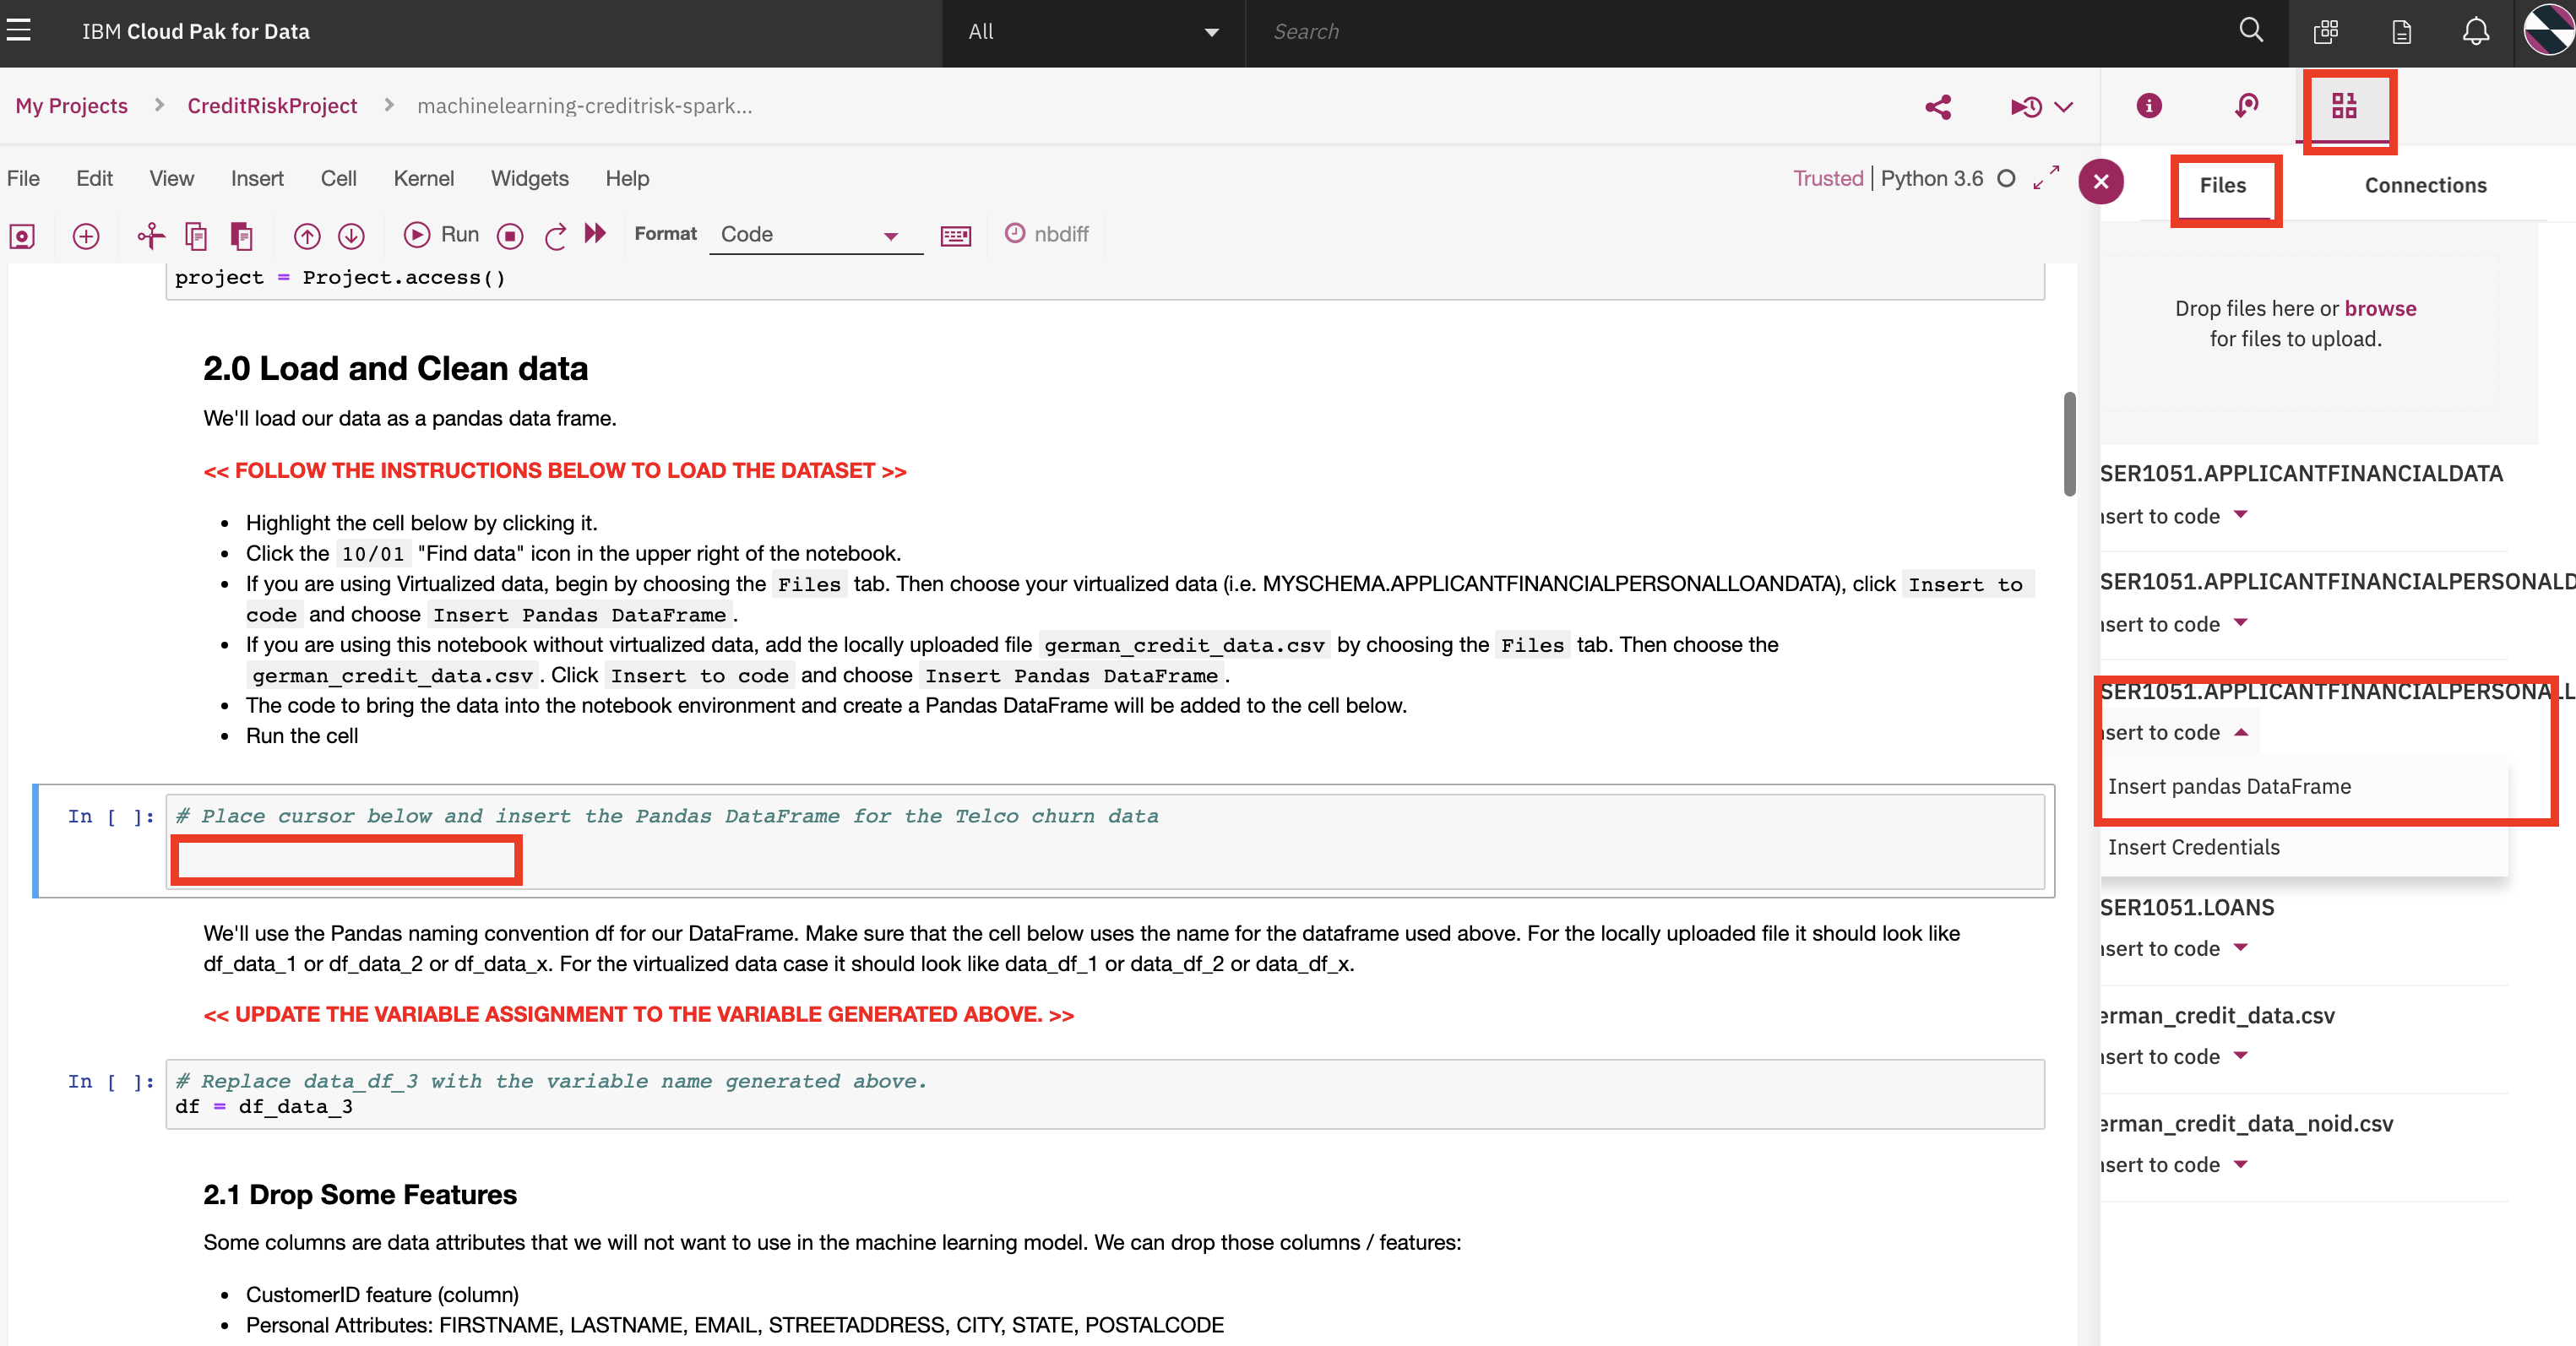 IBM Cloud Pak for Data
All
Search
My Projects > CreditRiskProject > machinelearning-creditrisk-spark...
File Edit View Insert Cell Kernel Widgets Help
Trusted | Python 3.6
Run
Format
Code
nbdiff
project = Project.access()
2.0 Load and Clean data
We'll load our data as a pandas data frame.
<< FOLLOW THE INSTRUCTIONS BELOW TO LOAD THE DATASET >>
• Highlight the cell below by clicking it.
• Click the 10/01 "Find data" icon in the upper right of the notebook.
• If you are using Virtualized data, begin by choosing the Files tab. Then choose your virtualized data (i.e. MYSCHEMA.APPLICANTFINANCIALPERSONALLOANDATA), click Insert to
code and choose Insert Pandas DataFrame.
• If you are using this notebook without virtualized data, add the locally uploaded file german_credit_data.csv by choosing the Files tab. Then choose the
german_credit_data.csv. Click Insert to code and choose Insert Pandas DataFrame.
• The code to bring the data into the notebook environment and create a Pandas DataFrame will be added to the cell below.
• Run the cell
In [ ]: # Place cursor below and insert the Pandas DataFrame for the Telco churn data
We'll use the Pandas naming convention df for our DataFrame. Make sure that the cell below uses the name for the dataframe used above. For the locally uploaded file it should look like
df_data_1 or df_data_2 or df_data_x. For the virtualized data case it should look like data_df_1 or data_df_2 or data_df_x.
<< UPDATE THE VARIABLE ASSIGNMENT TO THE VARIABLE GENERATED ABOVE. >>
In [ ]: # Replace data_df_3 with the variable name generated above.
df = df_data_3
2.1 Drop Some Features
Some columns are data attributes that we will not want to use in the machine learning model. We can drop those columns / features:
• CustomerID feature (column)
• Personal Attributes: FIRSTNAME, LASTNAME, EMAIL, STREETADDRESS, CITY, STATE, POSTALCODE
Files
Connections
Drop files here or browse
for files to upload.
SER1051.APPLICANTFINANCIALDATA
nsert to code
SER1051.APPLICANTFINANCIALPERSONALD
nsert to code
SER1051.APPLICANTFINANCIALPERSONALL
nsert to code
Insert pandas DataFrame
Insert Credentials
SER1051.LOANS
nsert to code
erman_credit_data.csv
nsert to code
erman_credit_data_noid.csv
nsert to code